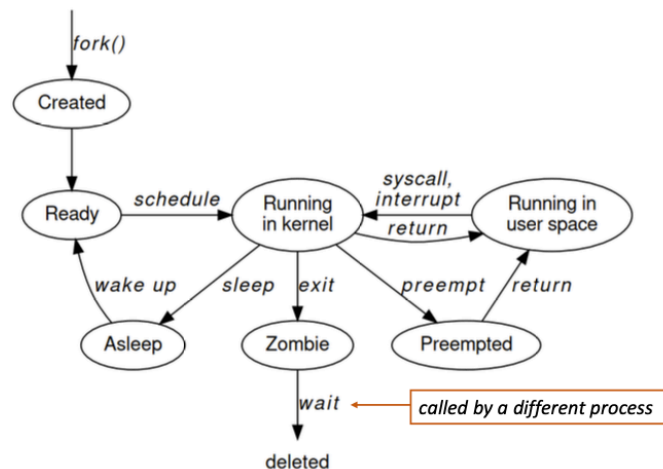 fork()
Created
Ready
schedule
Running
in kernel
syscall,
interrupt
return
Running in
user space
wake up
sleep
exit
preempt
return
Asleep
Zombie
Preempted
wait
called by a different process
deleted